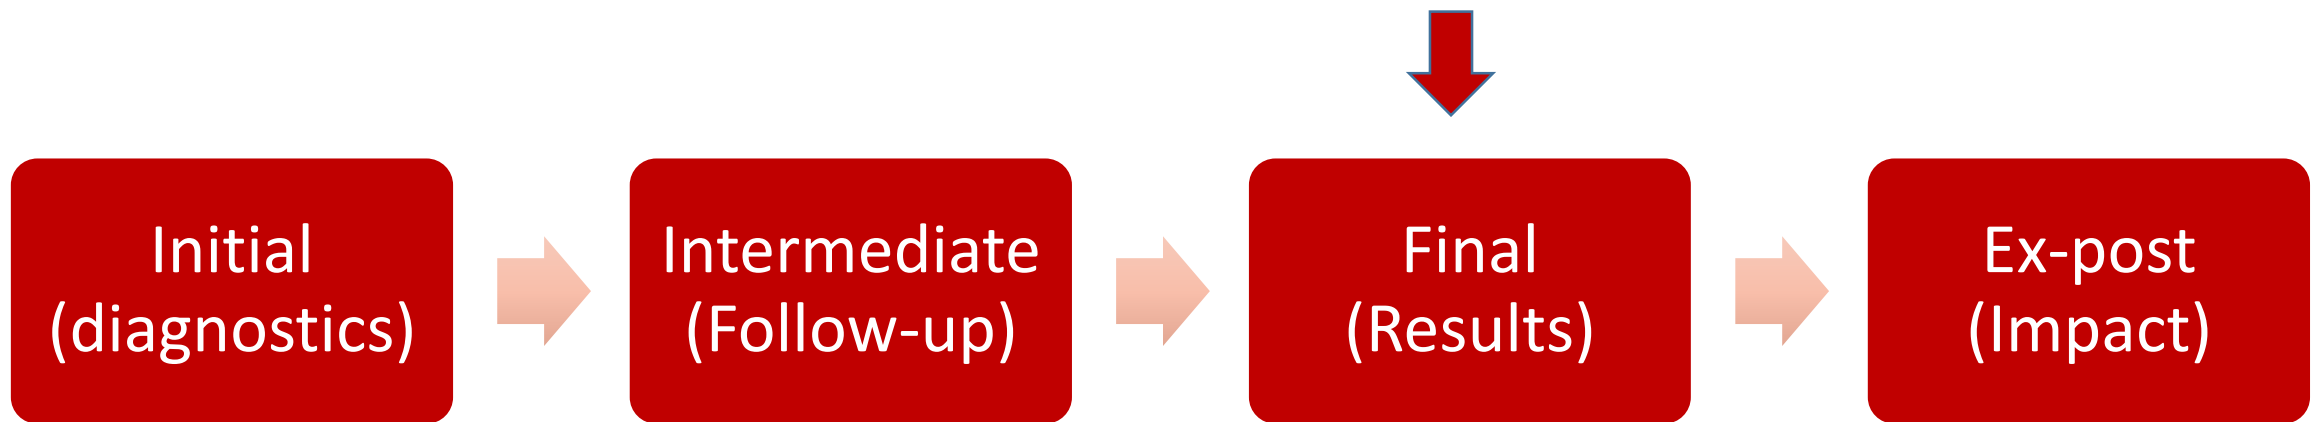 Initial
(diagnostics)
Intermediate
(Follow-up)
Final
(Results)
Ex-post
(Impact)